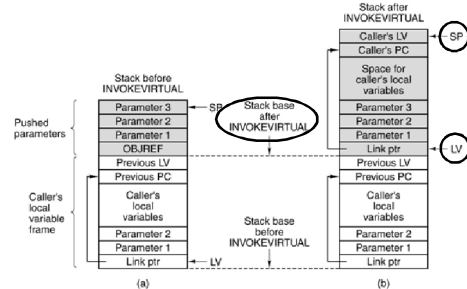 Stack after
INVOKEVIRTUAL
Caller's LV
SP
Caller's PC
Space for
caller's local
variables
Stack before
INVOKEVIRTUAL
Parameter 3
SP
Stack base
after
INVOKEVIRTUAL
Parameter 3
Pushed
parameters
Parameter 2
Parameter 2
Parameter 1
Parameter 1
OBJREF
Link ptr
LV
Previous LV
Previous LV
Previous PC
Previous PC
Caller's
local
variable
frame
Caller's
local
variables
Stack base
before
INVOKEVIRTUAL
Caller's
local
variables
Parameter 2
Parameter 2
Parameter 1
Parameter 1
Link ptr
LV
Link ptr
(a)
(b)